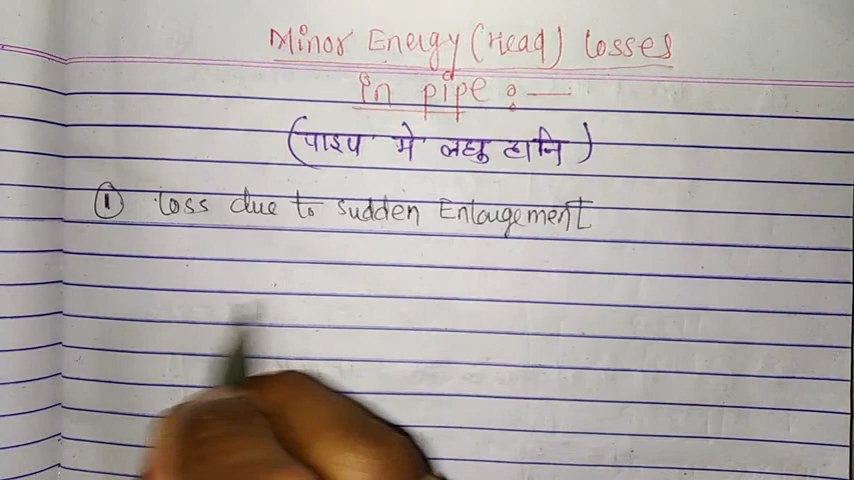 Minor Energy (Head) losses
in pipe :—
(पाइप में लघु हानि)
① loss due to sudden Enlargement